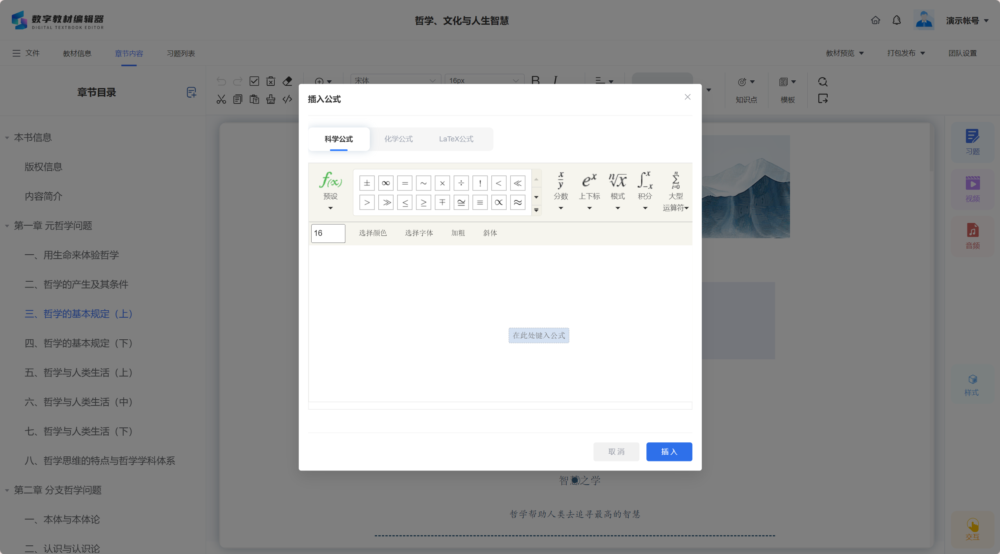 数字教材编辑器
DIGITAL TEXTBOOK EDITOR
哲学、文化与人生智慧
演示帐号
文件
教材信息
章节内容
习题列表
教材预览
打包发布
团队设置
章节目录
宋体
16px
B I
知识点
模板
本书信息
版权信息
内容简介
第一章 元哲学问题
一、用生命来体验哲学
二、哲学的产生及其条件
三、哲学的基本规定（上）
四、哲学的基本规定（下）
五、哲学与人类生活（上）
六、哲学与人类生活（中）
七、哲学与人类生活（下）
八、哲学思维的特点与哲学学科体系
第二章 分支哲学问题
一、本体与本体论
二、认识与认识论
插入公式
科学公式
化学公式
LaTeX公式
f(x)
预设
± ∞ = ~ × ÷ ! < ≪
> ≫ ≤ ≥ ∓ ≅ ≡ ∝ ≈
x/y
分数
eˣ
上下标
ⁿ√x
根式
∫₋ₓˣ
积分
n
Σ
i=0
大型
运算符
16
选择颜色
选择字体
加粗
斜体
在此处键入公式
取消
插入
智慧之学
哲学帮助人类去追寻最高的智慧
习题
视频
音频
样式
交互